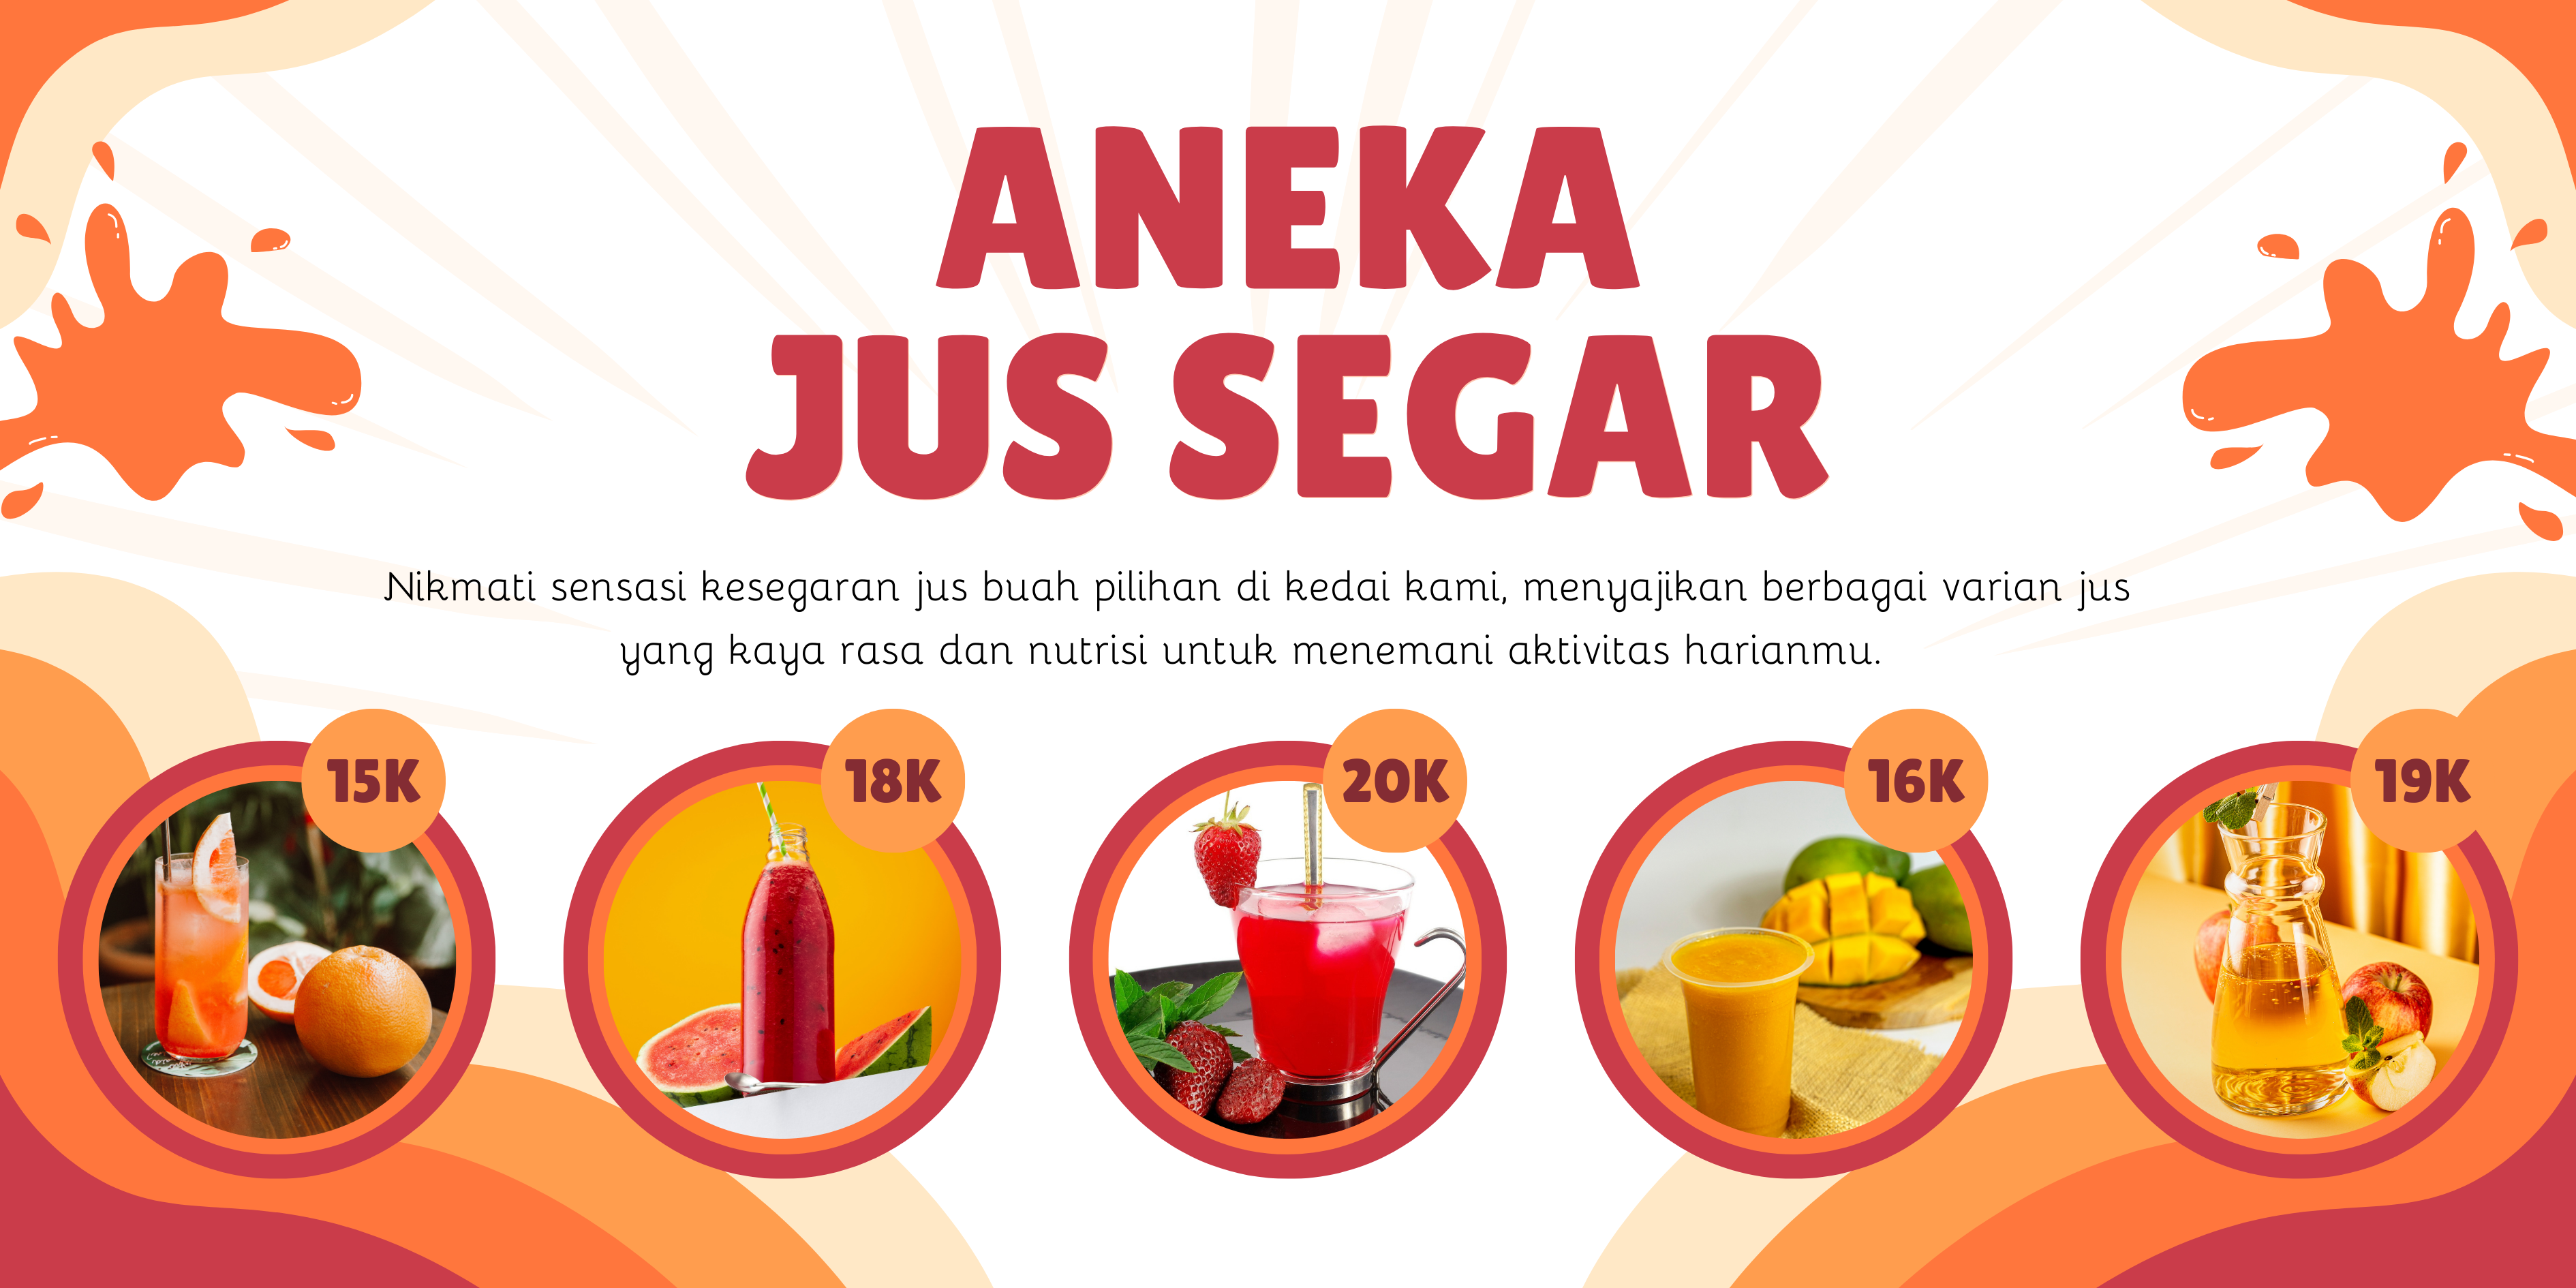 ANEKA
JUS SEGAR
Nikmati sensasi kesegaran jus buah pilihan di kedai kami, menyajikan berbagai varian jus
yang kaya rasa dan nutrisi untuk menemani aktivitas harianmu.
15K
18K
20K
16K
19K